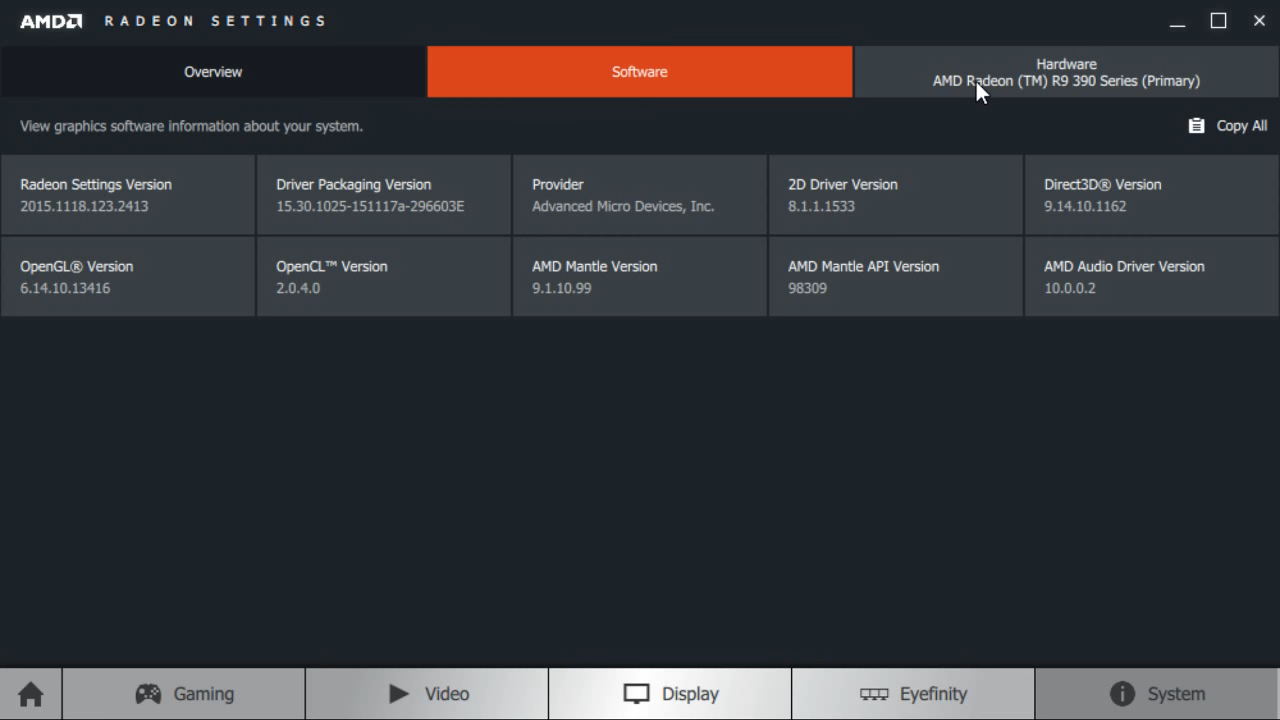 AMD RADEON SETTINGS
Overview
Software
Hardware
AMD Radeon (TM) R9 390 Series (Primary)
View graphics software information about your system.
Copy All
Radeon Settings Version
2015.1118.123.2413
Driver Packaging Version
15.30.1025-151117a-296603E
Provider
Advanced Micro Devices, Inc.
2D Driver Version
8.1.1.1533
Direct3D® Version
9.14.10.1162
OpenGL® Version
6.14.10.13416
OpenCL™ Version
2.0.4.0
AMD Mantle Version
9.1.10.99
AMD Mantle API Version
98309
AMD Audio Driver Version
10.0.0.2
Gaming
Video
Display
Eyefinity
System